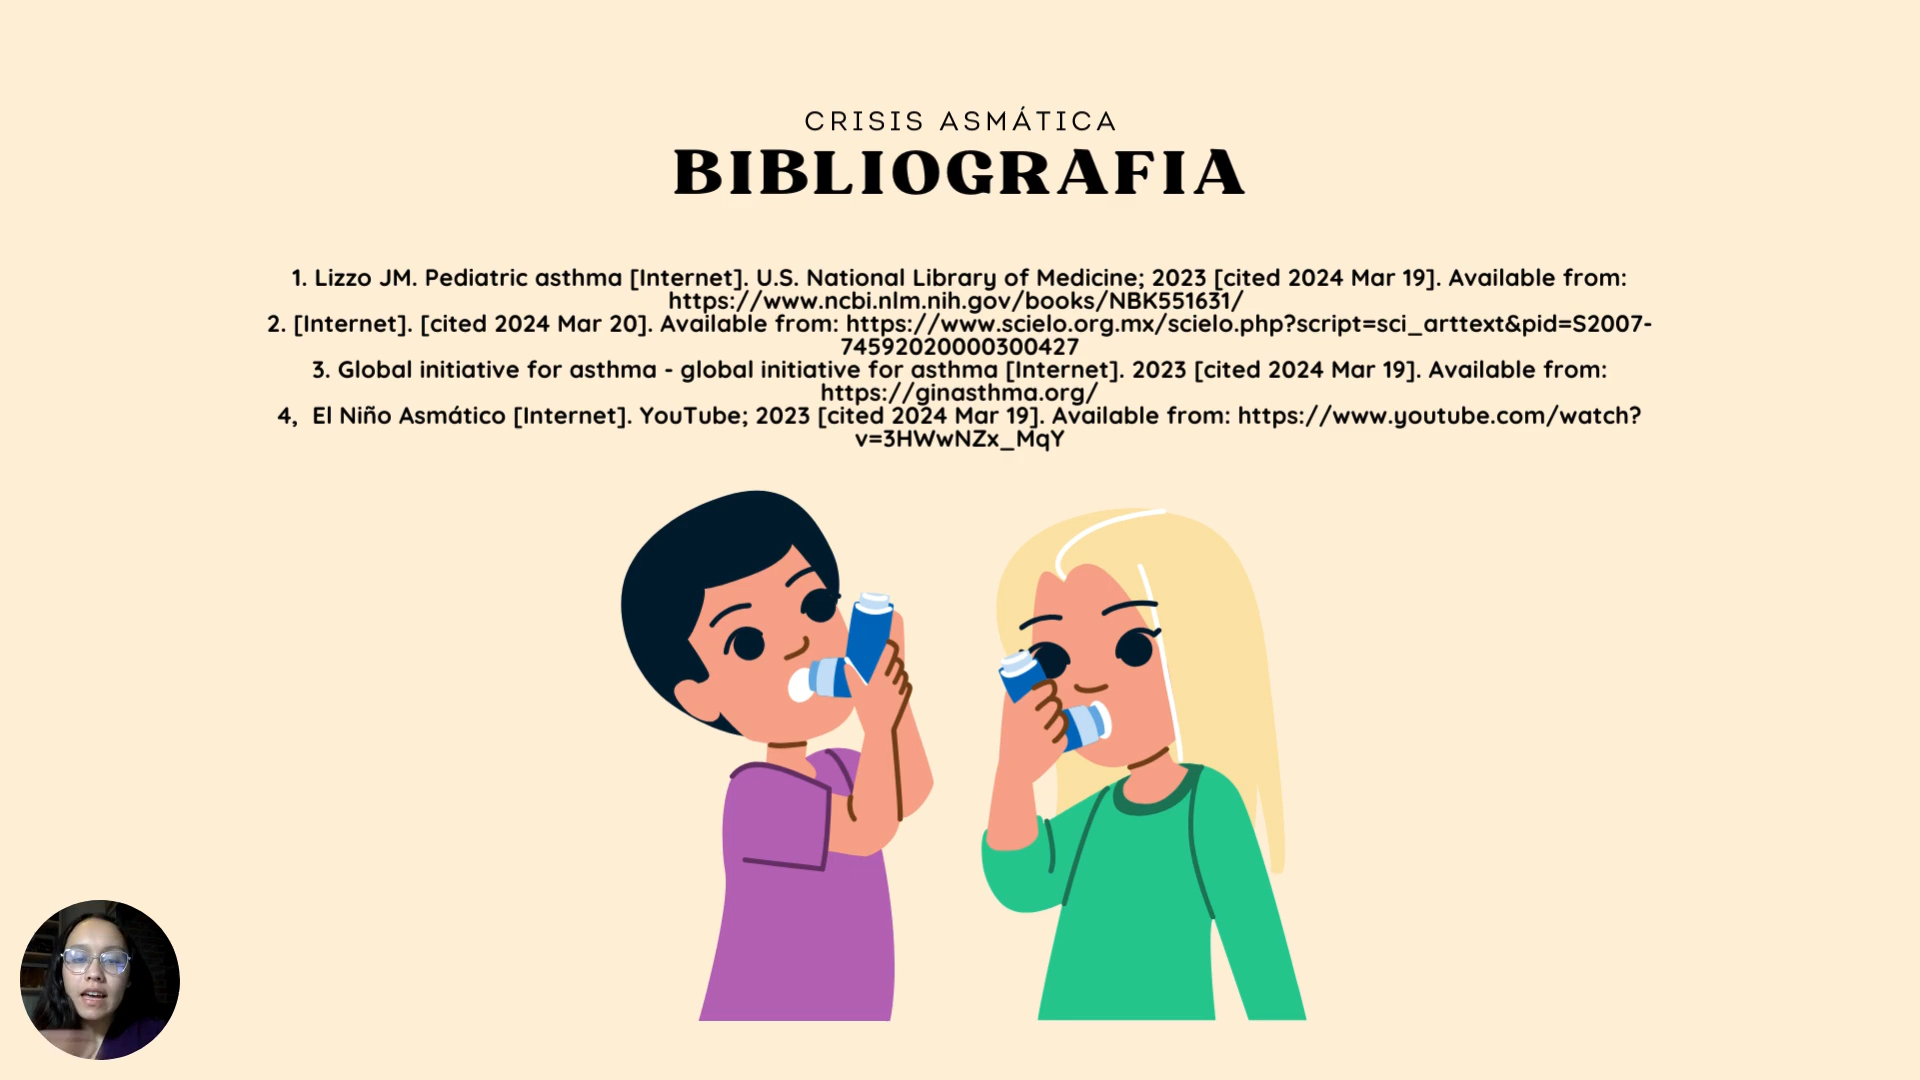 CRISIS ASMÁTICA
BIBLIOGRAFIA
1. Lizzo JM. Pediatric asthma [Internet]. U.S. National Library of Medicine; 2023 [cited 2024 Mar 19]. Available from:
https://www.ncbi.nlm.nih.gov/books/NBK551631/
2. [Internet]. [cited 2024 Mar 20]. Available from: https://www.scielo.org.mx/scielo.php?script=sci_arttext&pid=S2007-
74592020000300427
3. Global initiative for asthma - global initiative for asthma [Internet]. 2023 [cited 2024 Mar 19]. Available from:
https://ginasthma.org/
4,  El Niño Asmático [Internet]. YouTube; 2023 [cited 2024 Mar 19]. Available from: https://www.youtube.com/watch?
v=3HWwNZx_MqY